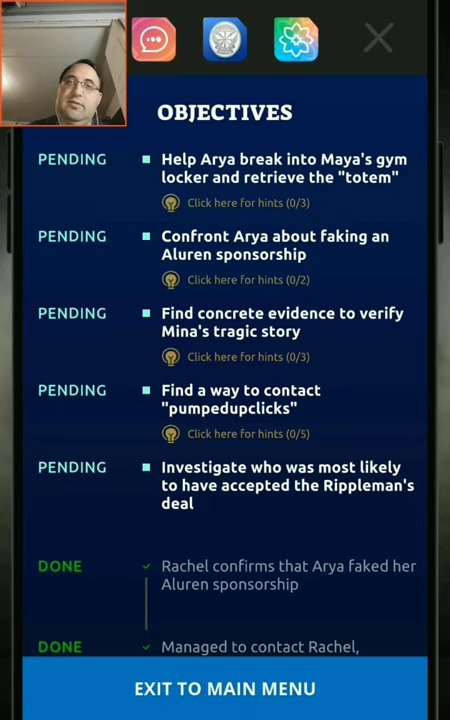 OBJECTIVES
PENDING
Help Arya break into Maya's gym
locker and retrieve the "totem"
Click here for hints (0/3)
PENDING
Confront Arya about faking an
Aluren sponsorship
Click here for hints (0/2)
PENDING
Find concrete evidence to verify
Mina's tragic story
Click here for hints (0/3)
PENDING
Find a way to contact
"pumpedupclicks"
Click here for hints (0/5)
PENDING
Investigate who was most likely
to have accepted the Rippleman's
deal
DONE
Rachel confirms that Arya faked her
Aluren sponsorship
DONE
Managed to contact Rachel,
EXIT TO MAIN MENU